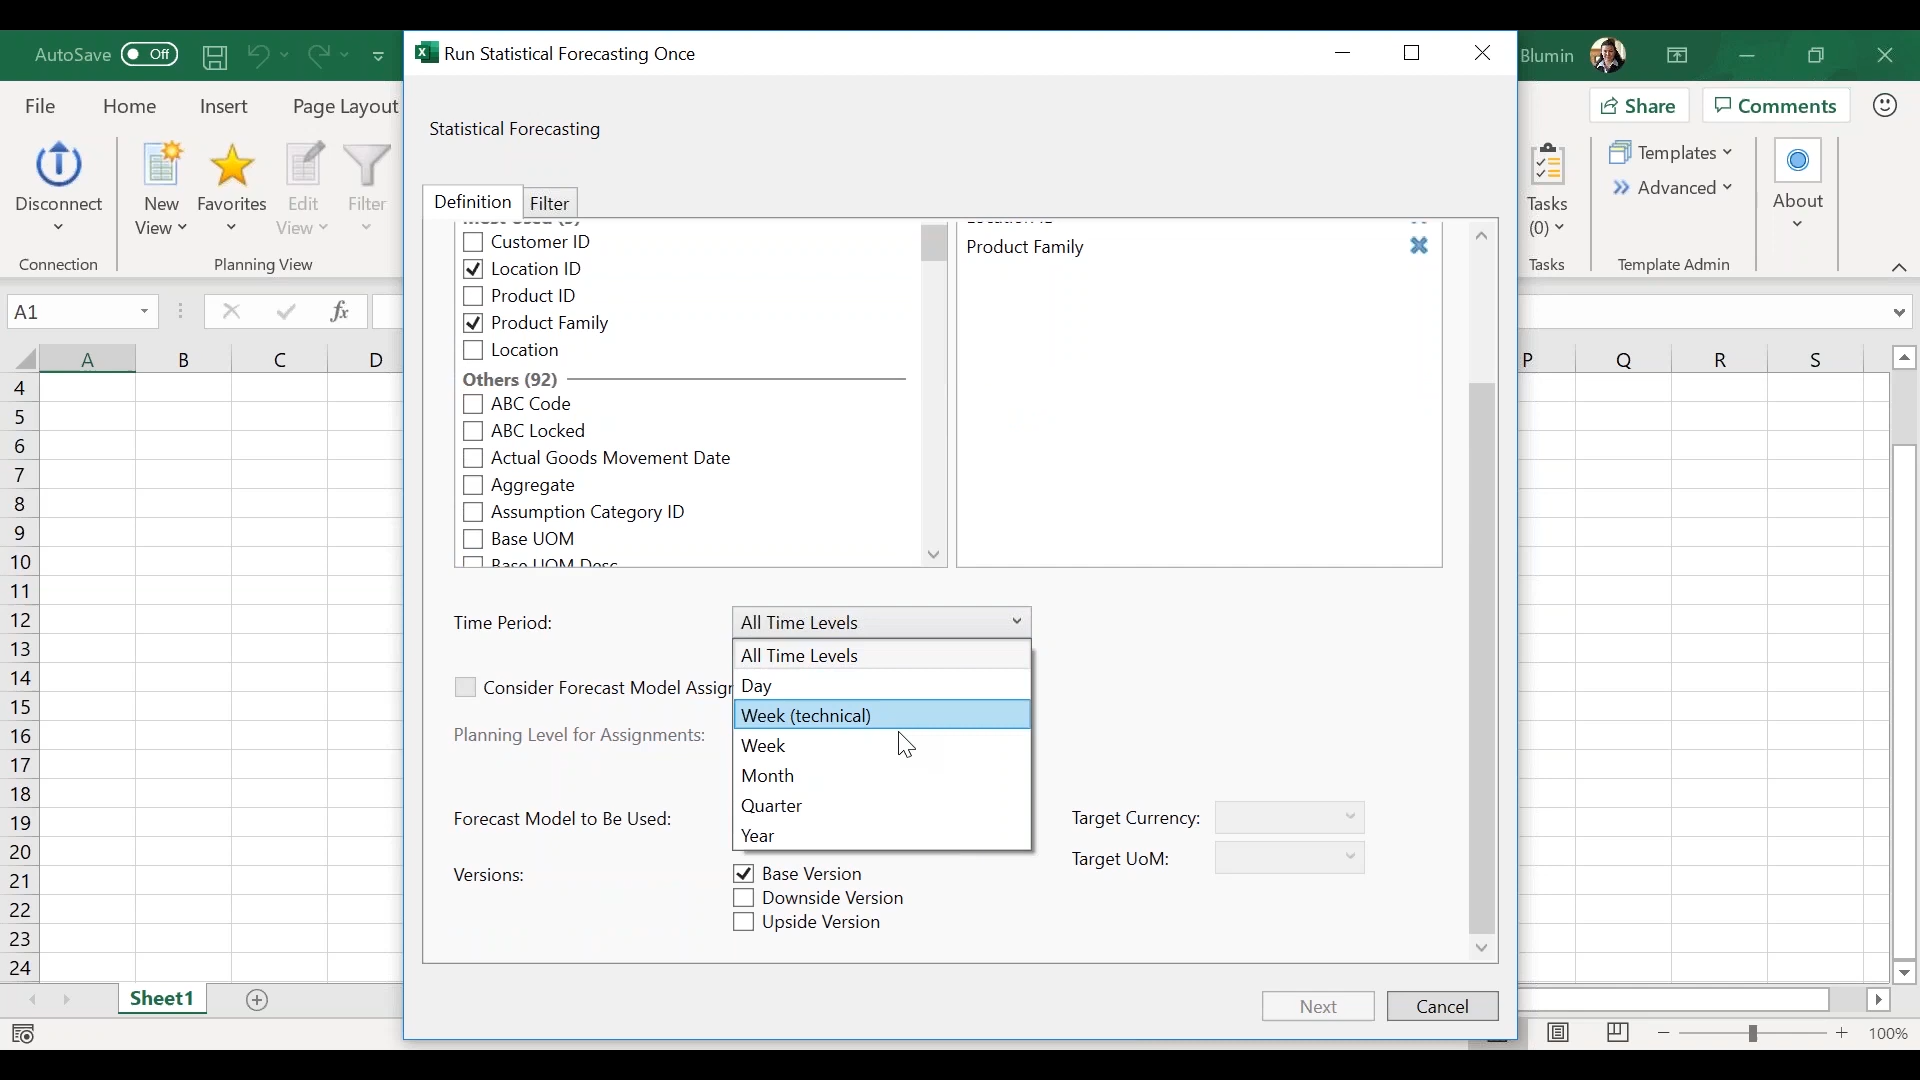 AutoSave Off
Run Statistical Forecasting Once
Blumin
File Home Insert Page Layout
Share Comments
Disconnect
New View
Favorites
Edit View
Filter
Connection
Planning View
Tasks (0)
Tasks
Templates
Advanced
Template Admin
About
Statistical Forecasting
Definition Filter
A1
fx
Customer ID
Location ID
Product ID
Product Family
Location
Others (92)
ABC Code
ABC Locked
Actual Goods Movement Date
Aggregate
Assumption Category ID
Base UOM
Base UOM Desc
Product Family
A B C D P Q R S
4
5
6
7
8
9
10
11
12
13
14
15
16
17
18
19
20
21
22
23
24
Time Period: All Time Levels
All Time Levels
Day
Week (technical)
Week
Month
Quarter
Year
Consider Forecast Model Assig
Planning Level for Assignments:
Forecast Model to Be Used:
Target Currency:
Target UoM:
Versions:
Base Version
Downside Version
Upside Version
Next Cancel
Sheet1
100%